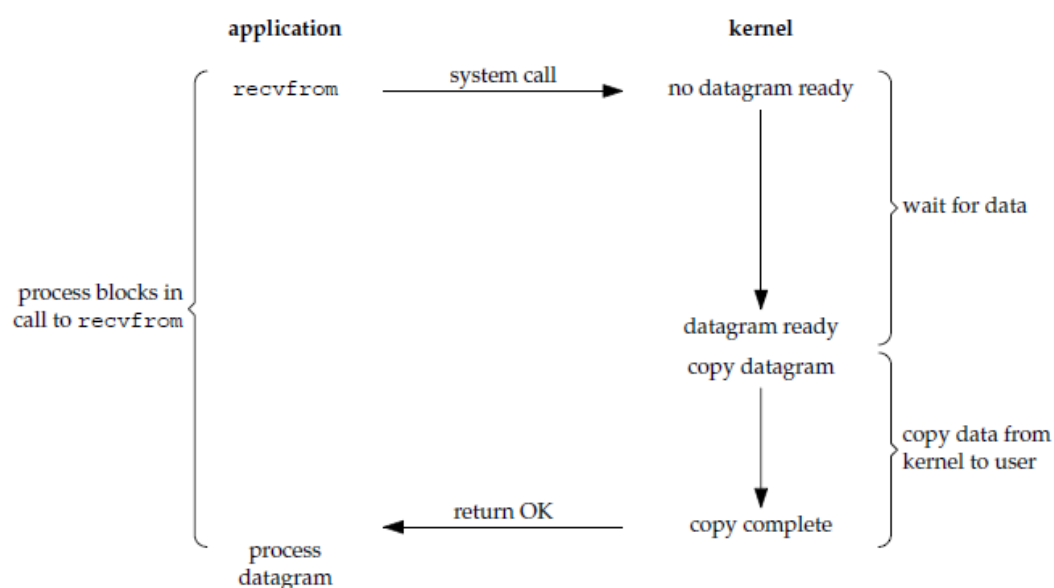 application
kernel
recvfrom
system call
no datagram ready
wait for data
process blocks in
call to recvfrom
datagram ready
copy datagram
copy data from
kernel to user
return OK
copy complete
process
datagram